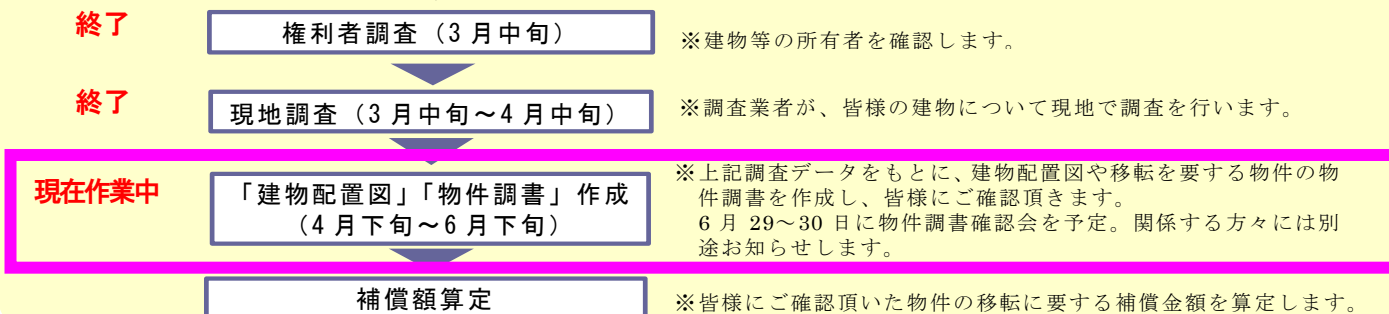 終了
権利者調査（3月中旬）
※建物等の所有者を確認します。
終了
現地調査（3月中旬～4月中旬）
※調査業者が、皆様の建物について現地で調査を行います。
現在作業中
「建物配置図」「物件調書」作成
（4月下旬～6月下旬）
※上記調査データをもとに、建物配置図や移転を要する物件の物
件調書を作成し、皆様にご確認頂きます。
6月29～30日に物件調書確認会を予定。関係する方々には別
途お知らせします。
補償額算定
※皆様にご確認頂いた物件の移転に要する補償金額を算定します。